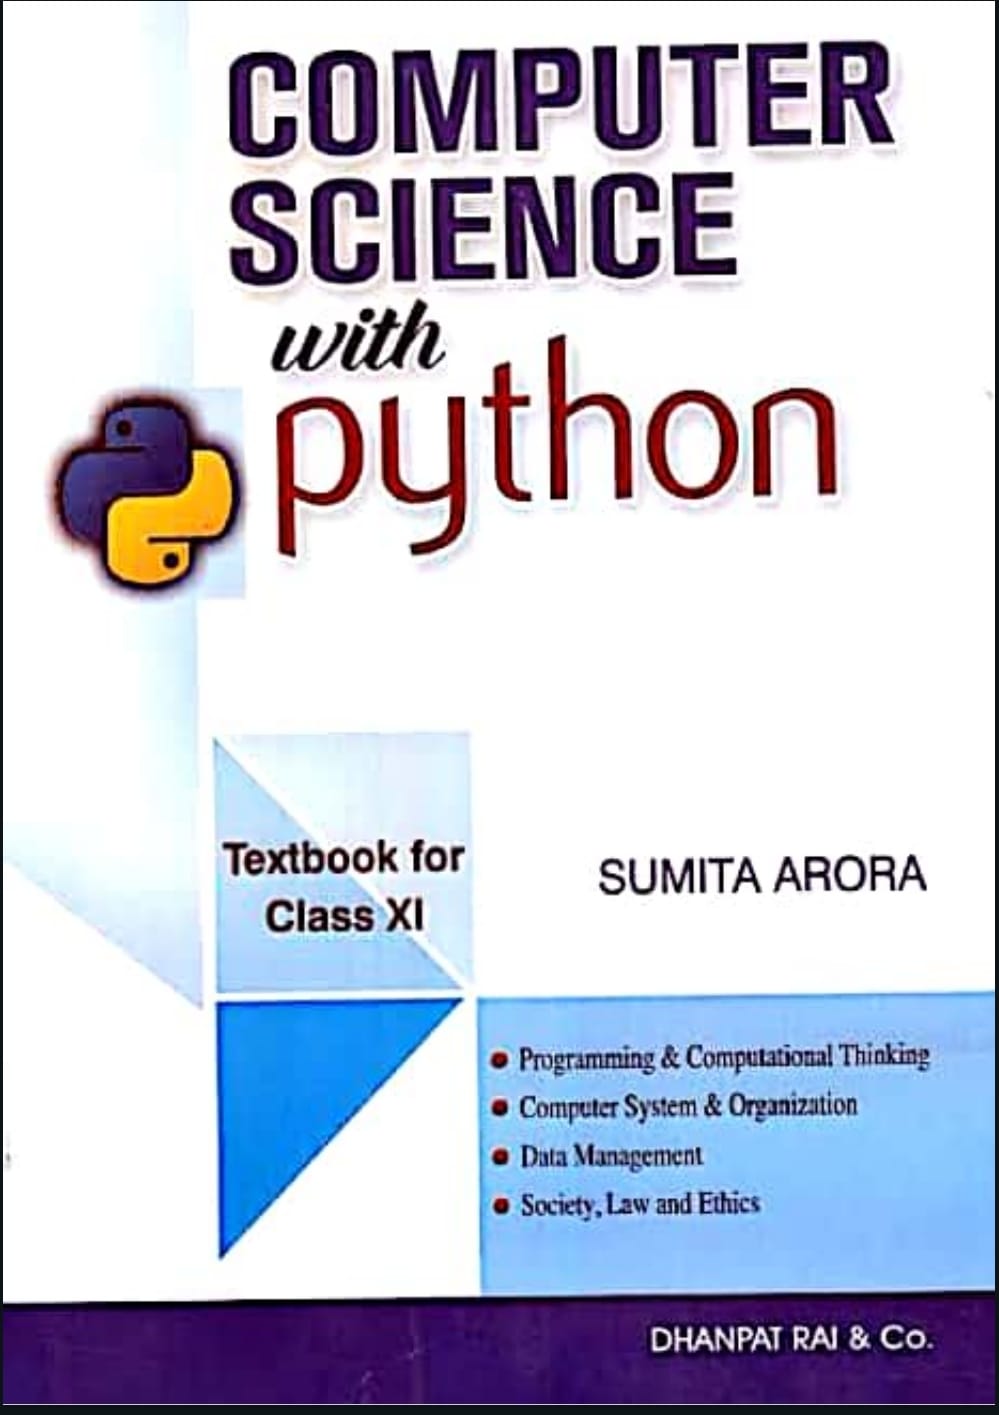 COMPUTER
SCIENCE
with
python
Textbook for
Class XI
SUMITA ARORA
• Programming & Computational Thinking
• Computer System & Organization
• Data Management
• Society, Law and Ethics
DHANPAT RAI & Co.